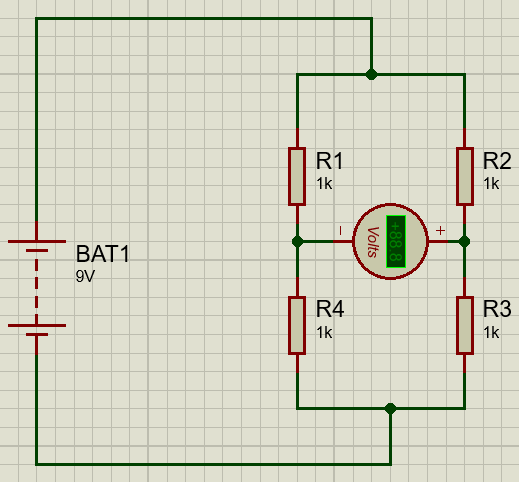 R1
1k
R2
1k
BAT1
9V
− +
+88.8
Volts
R4
1k
R3
1k